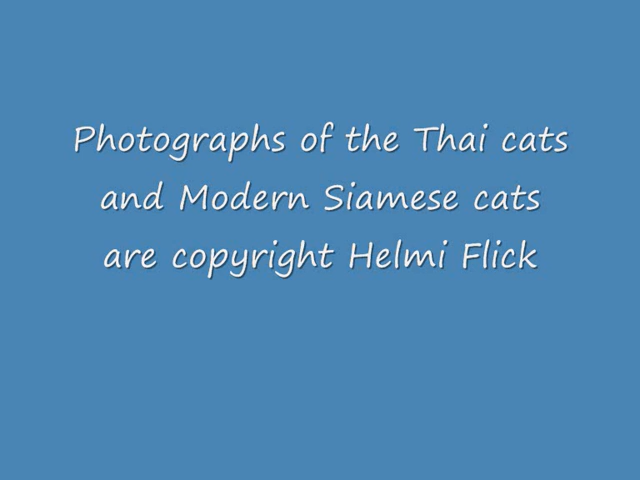 Photographs of the Thai cats
and Modern Siamese cats
are copyright Helmi Flick